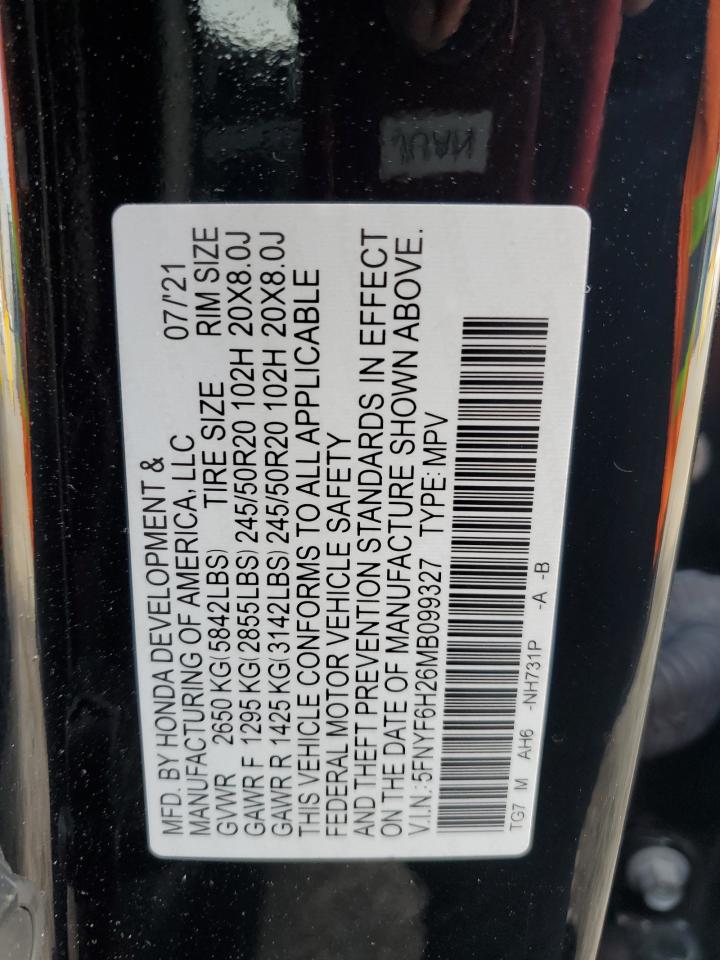 MFD. BY HONDA DEVELOPMENT &
MANUFACTURING OF AMERICA, LLC 07/'21
GVWR 2650 KG(5842LBS) TIRE SIZE RIM SIZE
GAWR F 1295 KG(2855LBS) 245/50R20 102H 20X8.0J
GAWR R 1425 KG(3142LBS) 245/50R20 102H 20X8.0J
THIS VEHICLE CONFORMS TO ALL APPLICABLE
FEDERAL MOTOR VEHICLE SAFETY
AND THEFT PREVENTION STANDARDS IN EFFECT
ON THE DATE OF MANUFACTURE SHOWN ABOVE.
V.I.N.:5FNYF6H26MB099327 TYPE: MPV
TG7 M AH6 -NH731P -A -B